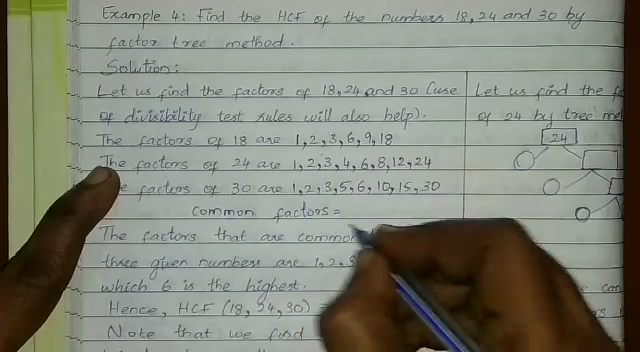 Example 4: Find the HCF of the numbers 18, 24 and 30 by
factor tree method.
Solution:
Let us find the factors of 18, 24 and 30 (use
of divisibility test rules will also help).
The factors of 18 are 1, 2, 3, 6, 9, 18
The factors of 24 are 1, 2, 3, 4, 6, 8, 12, 24
factors of 30 are 1, 2, 3, 5, 6, 10, 15, 30
Common factors =
The factors that are common
three given numbers are 1, 2, 3
which 6 is the highest.
Hence, HCF (18, 24, 30)
Note that we find
Let us find the
of 24 by tree
24
can